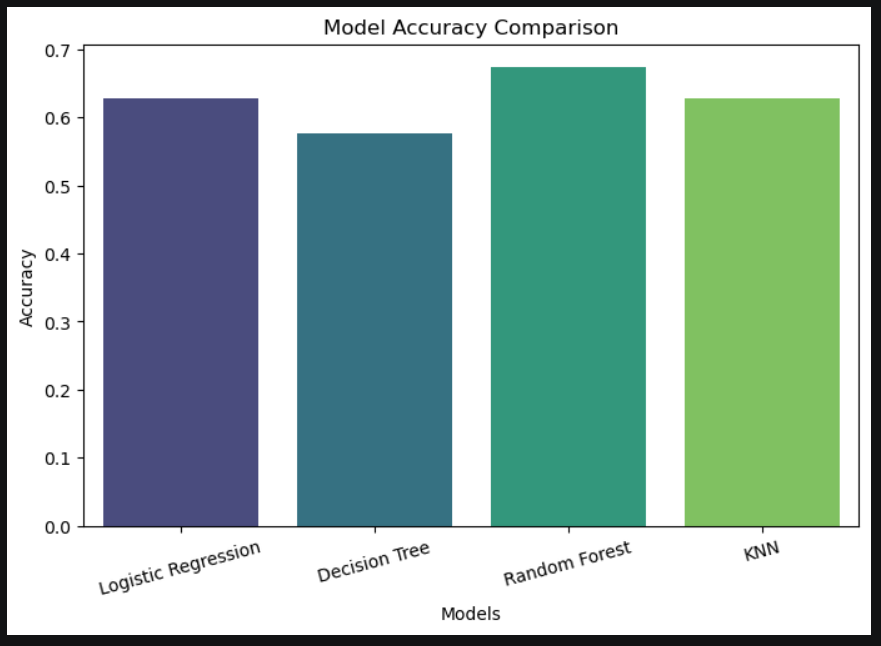 Model Accuracy Comparison
0.7
0.6
0.5
0.4
0.3
0.2
0.1
0.0
Accuracy
Logistic Regression
Decision Tree
Random Forest
KNN
Models